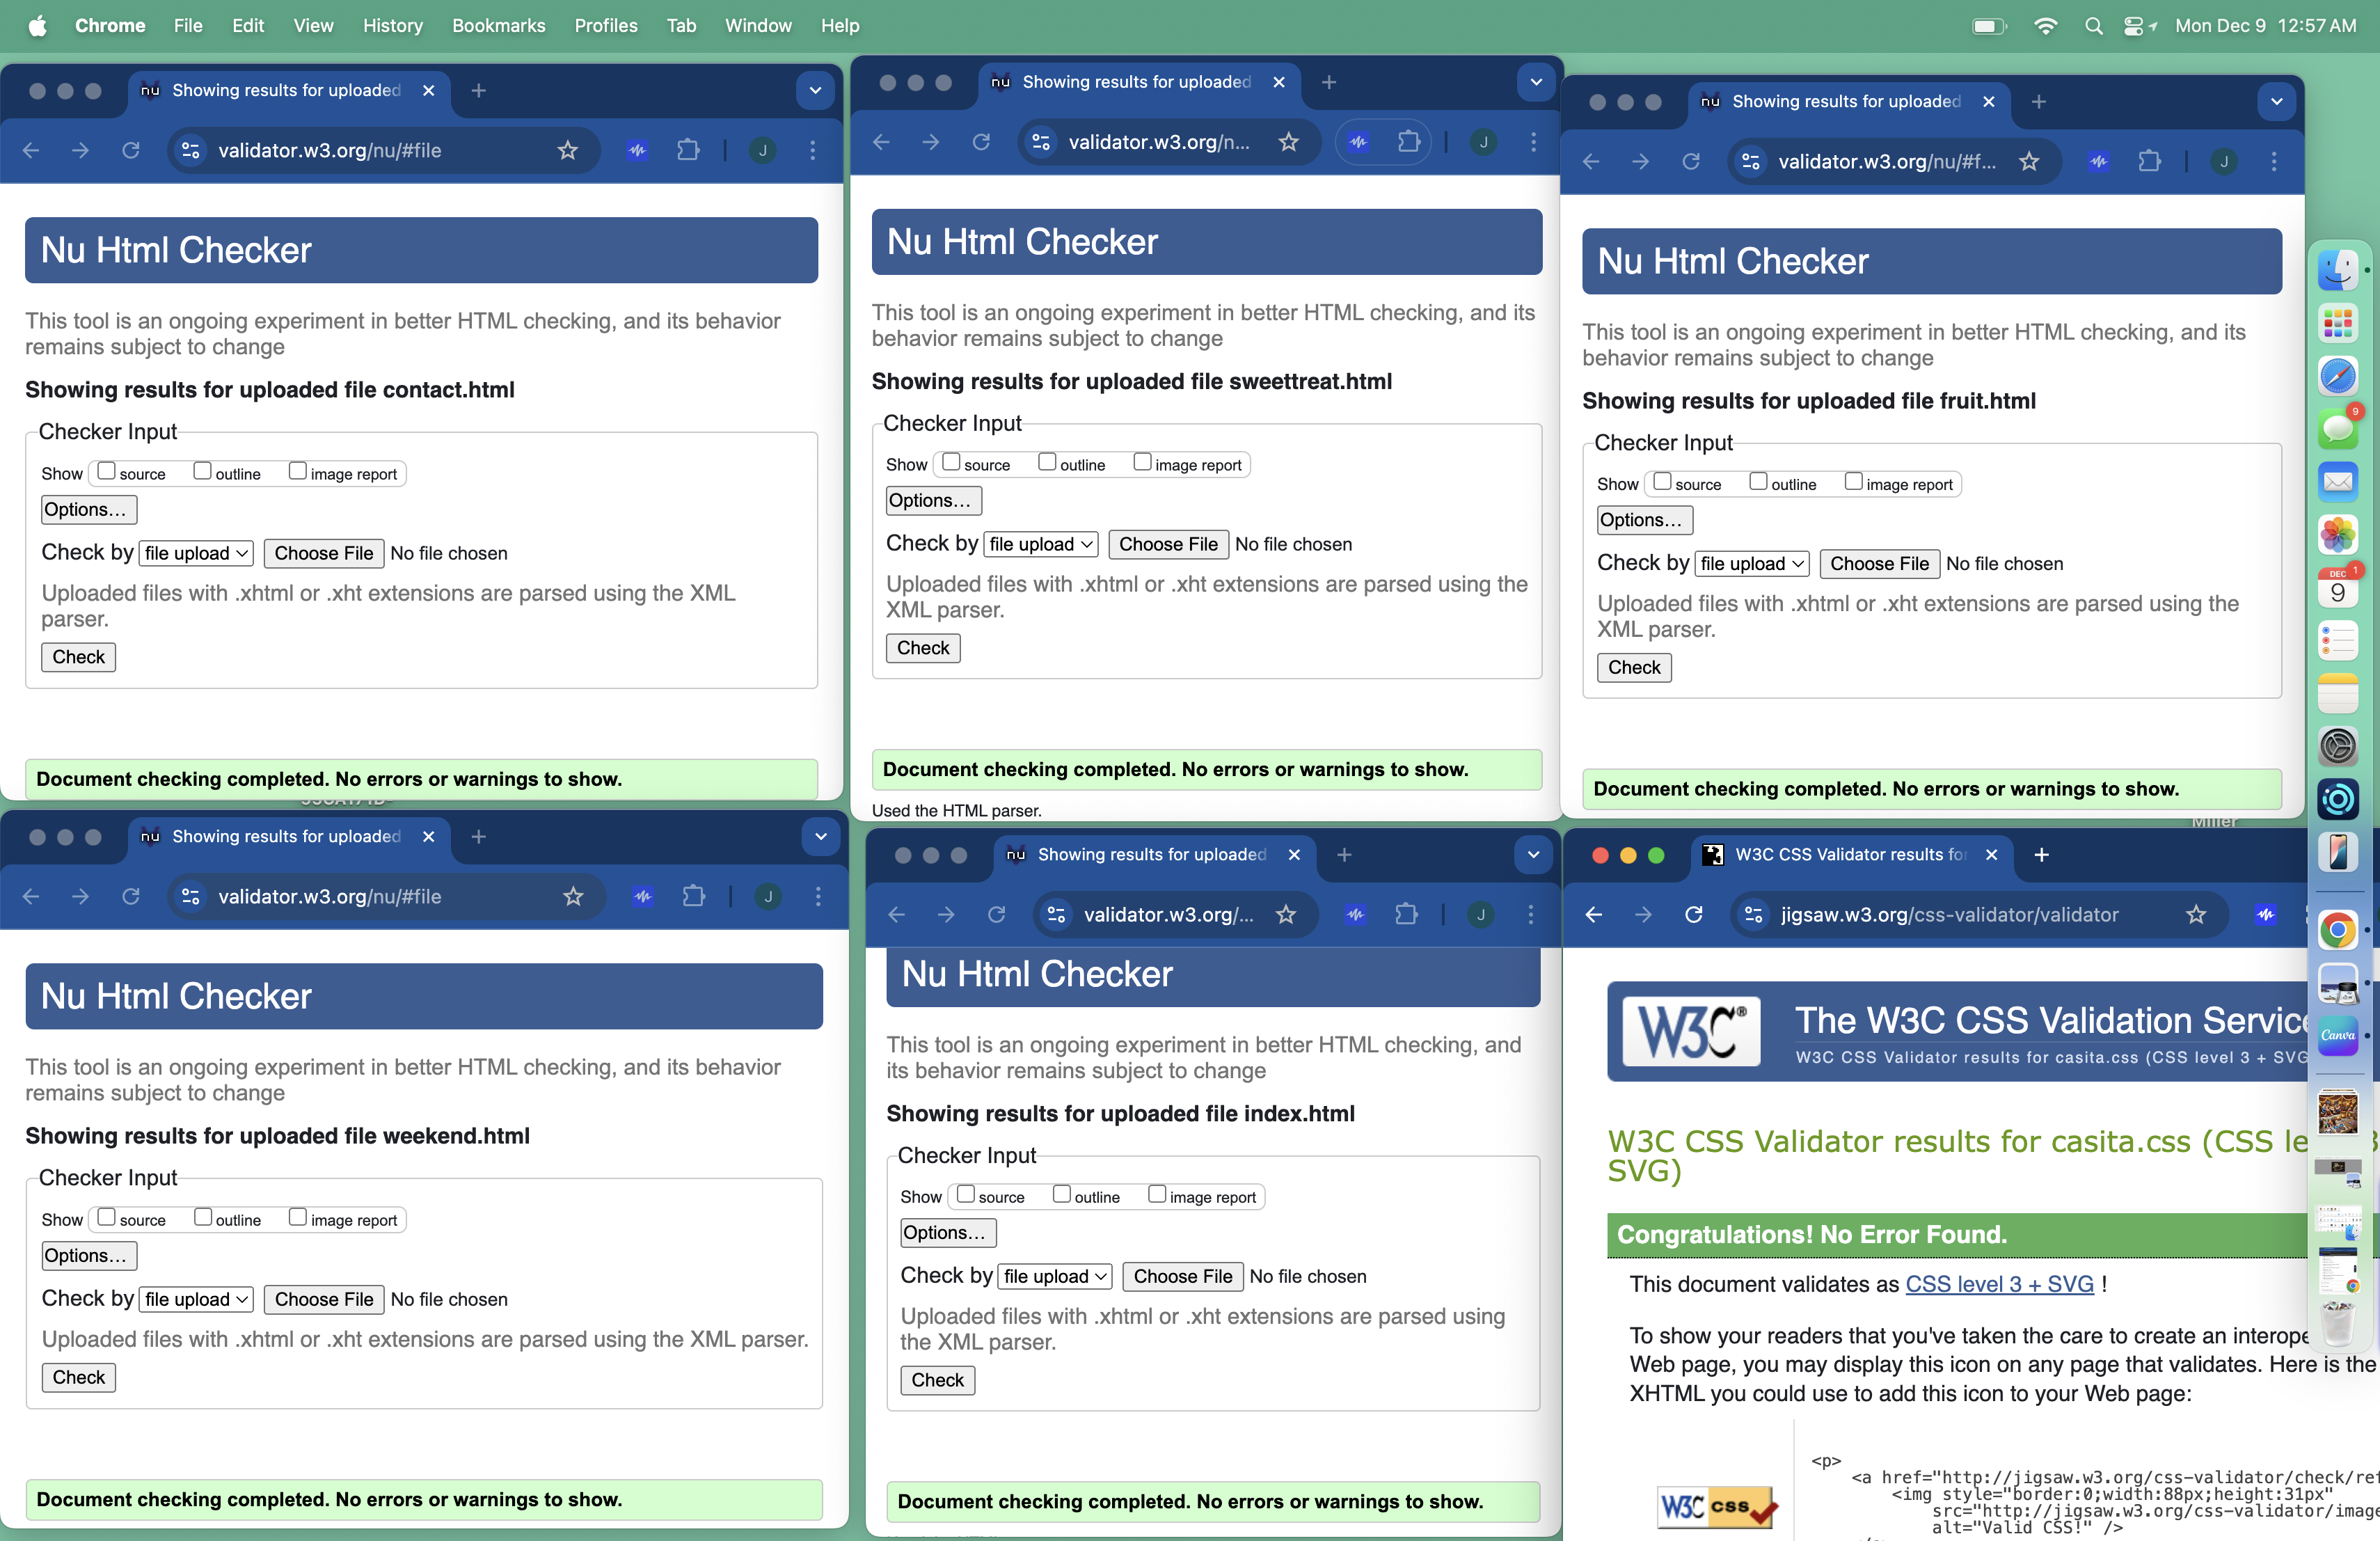 Chrome File Edit View History Bookmarks Profiles Tab Window Help Mon Dec 9 12:57 AM
nu Showing results for uploaded
validator.w3.org/nu/#file J
Nu Html Checker
This tool is an ongoing experiment in better HTML checking, and its behavior
remains subject to change
Showing results for uploaded file contact.html
Checker Input
Show source outline image report
Options...
Check by file upload Choose File No file chosen
Uploaded files with .xhtml or .xht extensions are parsed using the XML
parser.
Check
Document checking completed. No errors or warnings to show.
nu Showing results for uploaded
validator.w3.org/n... J
Nu Html Checker
This tool is an ongoing experiment in better HTML checking, and its
behavior remains subject to change
Showing results for uploaded file sweettreat.html
Checker Input
Show source outline image report
Options...
Check by file upload Choose File No file chosen
Uploaded files with .xhtml or .xht extensions are parsed using the
XML parser.
Check
Document checking completed. No errors or warnings to show.
Used the HTML parser.
nu Showing results for uploaded
validator.w3.org/nu/#f... J
Nu Html Checker
This tool is an ongoing experiment in better HTML checking, and its
behavior remains subject to change
Showing results for uploaded file fruit.html
Checker Input
Show source outline image report
Options...
Check by file upload Choose File No file chosen
Uploaded files with .xhtml or .xht extensions are parsed using the
XML parser.
Check
Document checking completed. No errors or warnings to show.
Miller
nu Showing results for uploaded
validator.w3.org/nu/#file J
Nu Html Checker
This tool is an ongoing experiment in better HTML checking, and its behavior
remains subject to change
Showing results for uploaded file weekend.html
Checker Input
Show source outline image report
Options...
Check by file upload Choose File No file chosen
Uploaded files with .xhtml or .xht extensions are parsed using the XML parser.
Check
Document checking completed. No errors or warnings to show.
nu Showing results for uploaded
validator.w3.org/... J
Nu Html Checker
This tool is an ongoing experiment in better HTML checking, and
its behavior remains subject to change
Showing results for uploaded file index.html
Checker Input
Show source outline image report
Options...
Check by file upload Choose File No file chosen
Uploaded files with .xhtml or .xht extensions are parsed using
the XML parser.
Check
Document checking completed. No errors or warnings to show.
W3C CSS Validator results fo
jigsaw.w3.org/css-validator/validator
W3C® The W3C CSS Validation Service
W3C CSS Validator results for casita.css (CSS level 3 + SVG
W3C CSS Validator results for casita.css (CSS le 3
SVG)
Congratulations! No Error Found.
This document validates as CSS level 3 + SVG !
To show your readers that you've taken the care to create an interope
Web page, you may display this icon on any page that validates. Here is the
XHTML you could use to add this icon to your Web page:
W3C css
<p>
<a href="http://jigsaw.w3.org/css-validator/check/ref
<img style="border:0;width:88px;height:31px"
src="http://jigsaw.w3.org/css-validator/image
alt="Valid CSS!" />
9
DEC 1
9
Canva